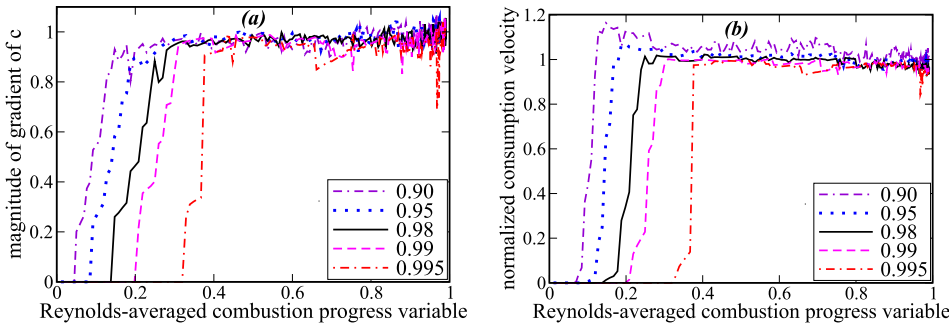 (a)
magnitude of gradient of c
1
0.8
0.6
0.4
0.2
0
0.90
0.95
0.98
0.99
0.995
0 0.2 0.4 0.6 0.8 1
Reynolds-averaged combustion progress variable
(b)
normalized consumption velocity
1.2
1.0
0.8
0.6
0.4
0.2
0
0.90
0.95
0.98
0.99
0.995
0 0.2 0.4 0.6 0.8 1
Reynolds-averaged combustion progress variable